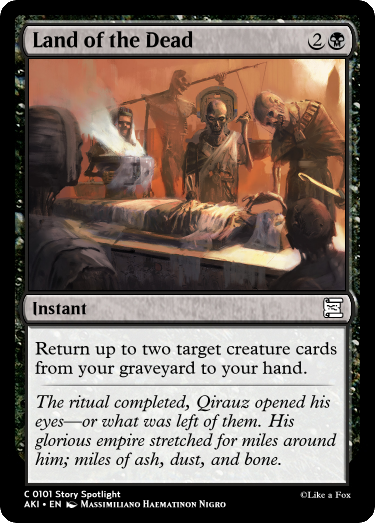 Land of the Dead 2
Instant
Return up to two target creature cards
from your graveyard to your hand.
The ritual completed, Qirauz opened his
eyes—or what was left of them. His
glorious empire stretched for miles around
him; miles of ash, dust, and bone.
C 0101 Story Spotlight
AKI • EN Massimiliano Haematinon Nigro
©Like a Fox